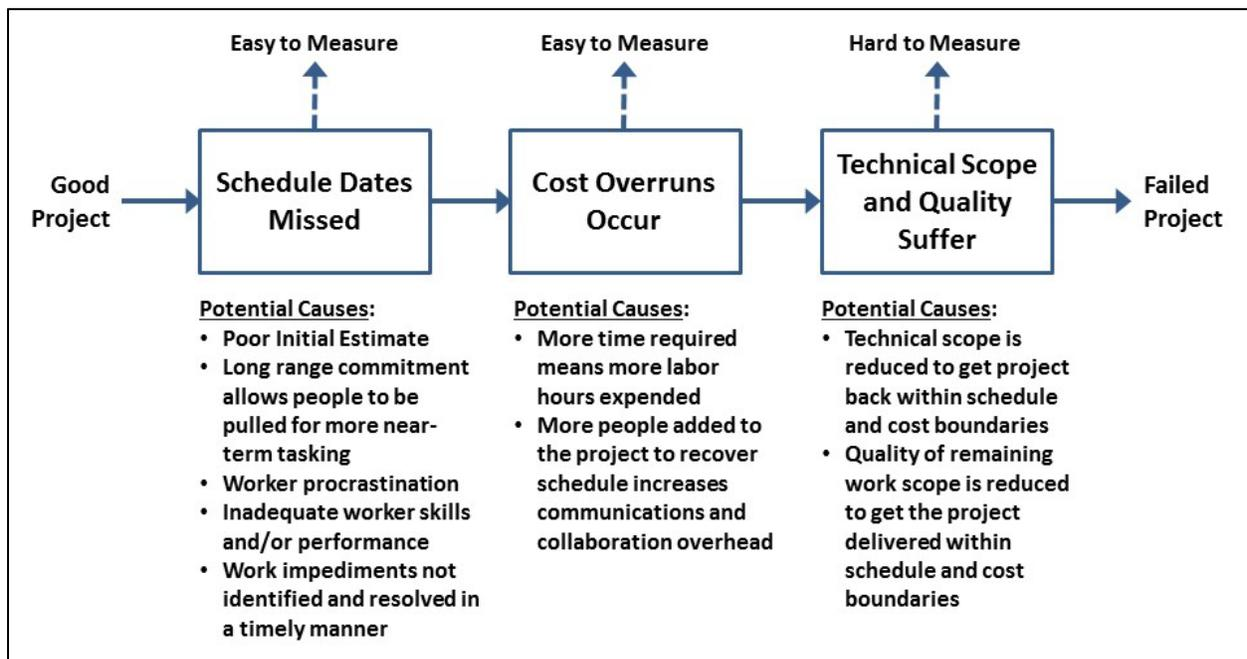 Easy to Measure
Easy to Measure
Hard to Measure
Good
Project
Schedule Dates
Missed
Cost Overruns
Occur
Technical Scope
and Quality
Suffer
Failed
Project
Potential Causes:
• Poor Initial Estimate
• Long range commitment
allows people to be
pulled for more near-
term tasking
• Worker procrastination
• Inadequate worker skills
and/or performance
• Work impediments not
identified and resolved in
a timely manner
Potential Causes:
• More time required
means more labor
hours expended
• More people added to
the project to recover
schedule increases
communications and
collaboration overhead
Potential Causes:
• Technical scope is
reduced to get project
back within schedule
and cost boundaries
• Quality of remaining
work scope is reduced
to get the project
delivered within
schedule and cost
boundaries